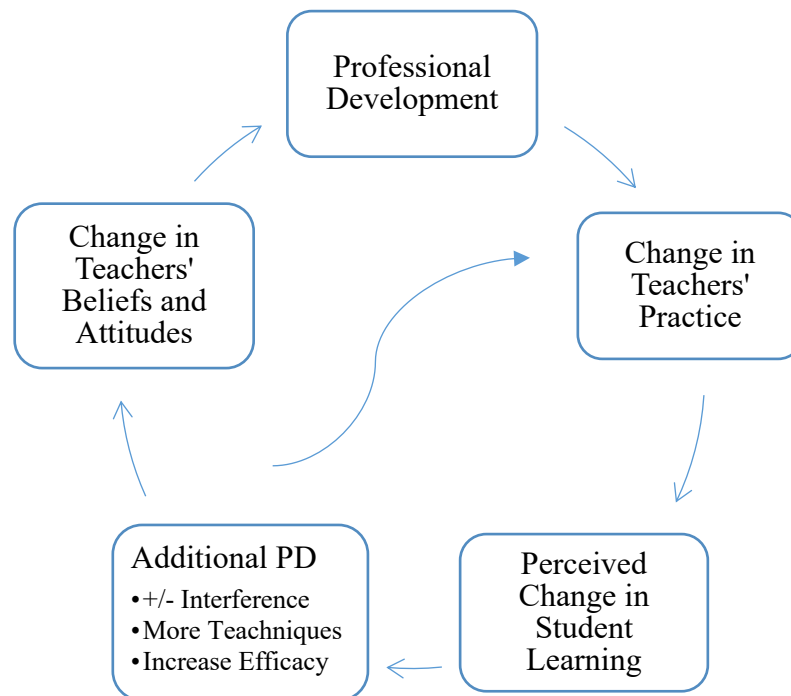 Professional
Development
Change in
Teachers'
Beliefs and
Attitudes
Change in
Teachers'
Practice
Additional PD
•+/- Interference
•More Teachniques
•Increase Efficacy
Perceived
Change in
Student
Learning